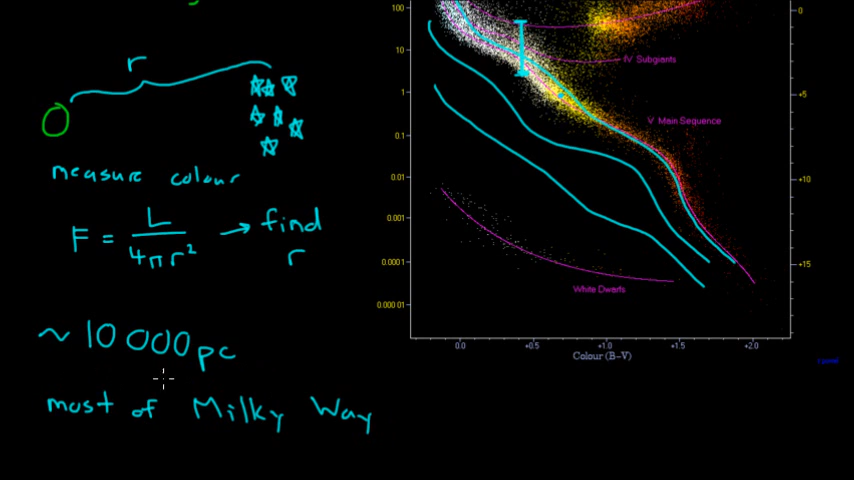 r
measure colour
F = L / 4πr² → find r
~ 10 000 pc
most of Milky Way
100
10
1
0.1
0.01
0.001
0.0001
0.000 01
0
+5
+10
+15
IV Subgiants
V Main Sequence
White Dwarfs
0.0 +0.5 +1.0 +1.5 +2.0
Colour (B-V)